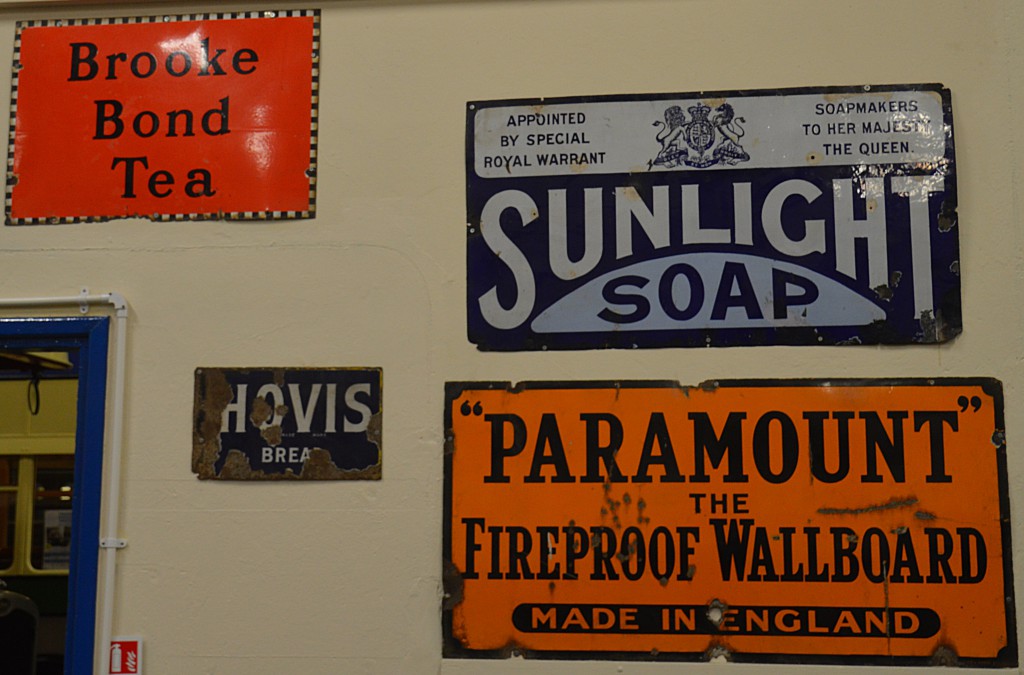 Brooke
Bond
Tea
APPOINTED
BY SPECIAL
ROYAL WARRANT
SOAPMAKERS
TO HER MAJESTY
THE QUEEN.
SUNLIGHT
SOAP
HOVIS
BREA
"PARAMOUNT"
THE
FIREPROOF WALLBOARD
MADE IN ENGLAND